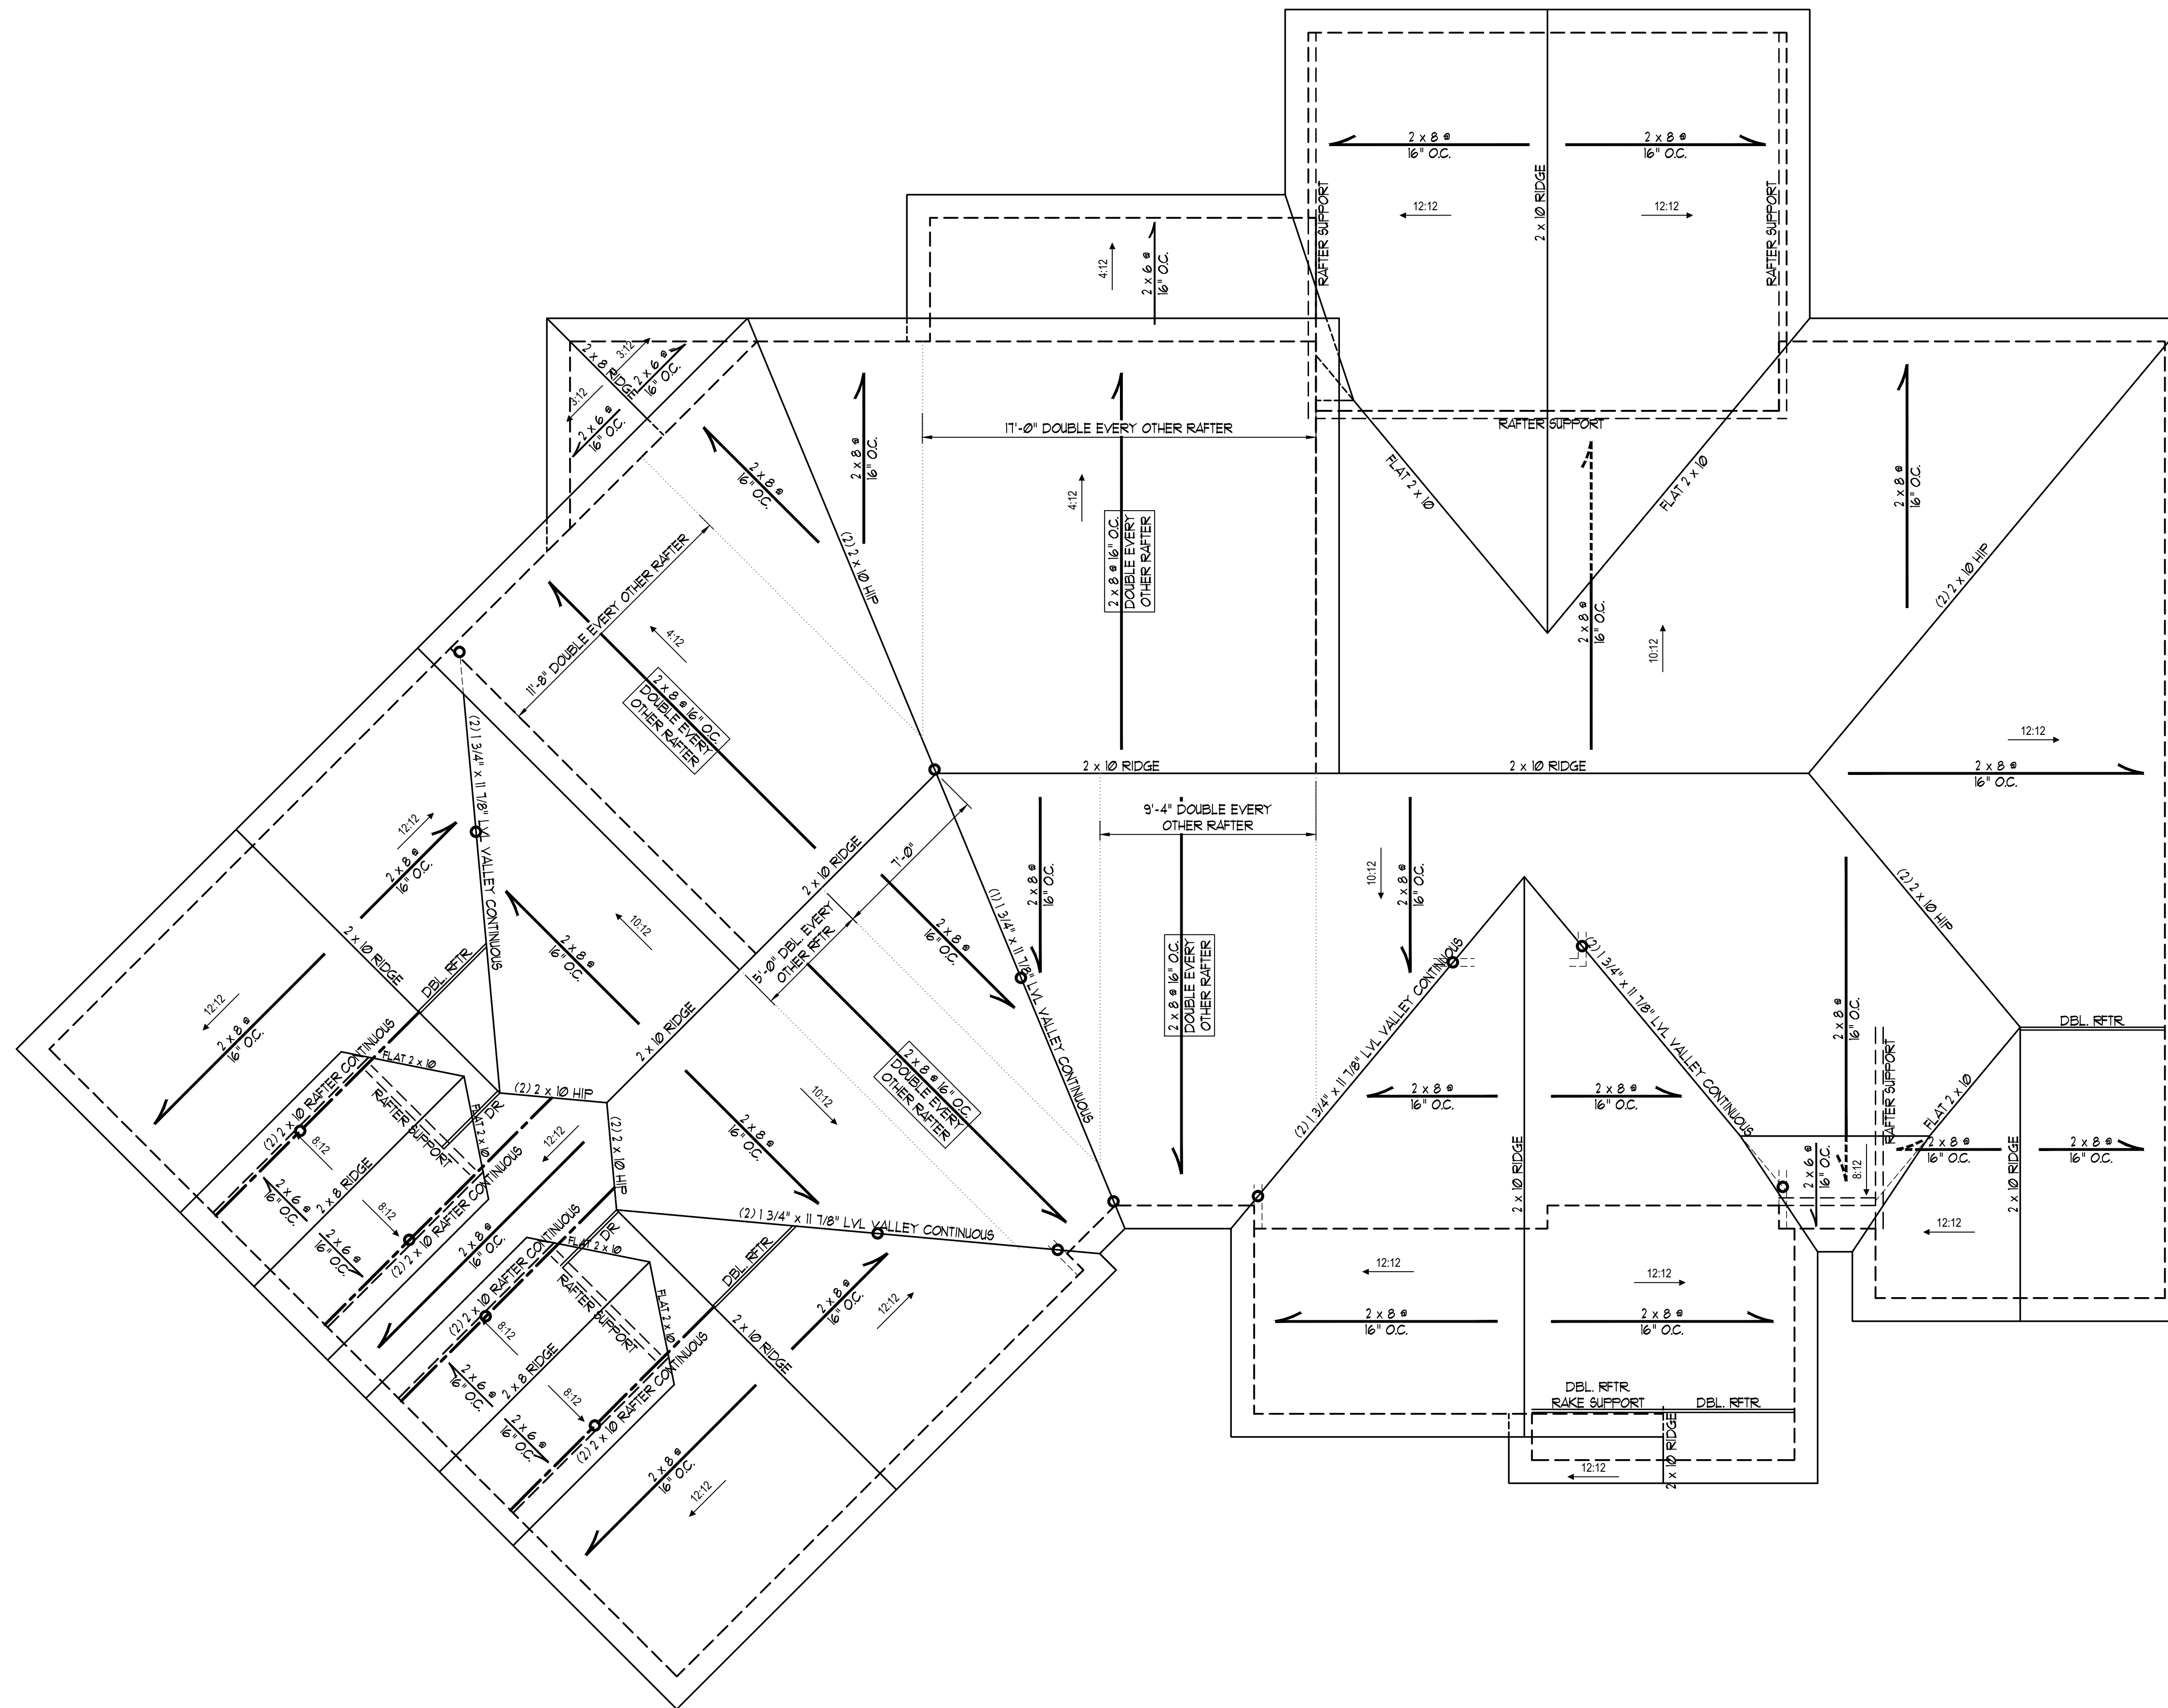 2 x 8 @
16" O.C.
2 x 8 @
16" O.C.
2 x 10 RIDGE
RAFTER SUPPORT
RAFTER SUPPORT
12:12
12:12
4:12
2 x 6 @
16" O.C.
2 x 8 RIDGE
3:12
2 x 6 @
16" O.C.
3:12
2 x 6 @
16" O.C.
17'-0" DOUBLE EVERY OTHER RAFTER
RAFTER SUPPORT
2 x 8 @
16" O.C.
2 x 8 @
16" O.C.
FLAT 2 x 10
FLAT 2 x 10
2 x 8 @
16" O.C.
4:12
2 x 8 @ 16" O.C.
DOUBLE EVERY
OTHER RAFTER
(2) 2 x 10 HIP
11'-8" DOUBLE EVERY OTHER RAFTER
4:12
2 x 8 @ 16" O.C.
DOUBLE EVERY
OTHER RAFTER
2 x 8 @
16" O.C.
10:12
(2) 2 x 10 HIP
12:12
2 x 8 @
16" O.C.
2 x 10 RIDGE
2 x 10 RIDGE
(2) 1 3/4" x 11 7/8" LVL VALLEY CONTINUOUS
12:12
2 x 8 @
16" O.C.
2 x 10 RIDGE
7'-0"
9'-4" DOUBLE EVERY
OTHER RAFTER
5'-0" DBL. EVERY
OTHER RFTR
2 x 8 @
16" O.C.
(1) 1 3/4" x 11 7/8" LVL VALLEY CONTINUOUS
2 x 8 @
16" O.C.
10:12
2 x 8 @
16" O.C.
(2) 2 x 10 HIP
2 x 10 RIDGE
10:12
2 x 8 @
16" O.C.
DBL. RFTR
12:12
2 x 8 @
16" O.C.
2 x 10 RIDGE
2 x 8 @ 16" O.C.
DOUBLE EVERY
OTHER RAFTER
(2) 1 3/4" x 11 7/8" LVL VALLEY CONTINUOUS
(2) 1 3/4" x 11 7/8" LVL VALLEY CONTINUOUS
2 x 8 @
16" O.C.
DBL. RFTR.
RAFTER SUPPORT
2 x 8 @ 16" O.C.
DOUBLE EVERY
OTHER RAFTER
(2) 2 x 10 RAFTER CONTINUOUS
FLAT 2 x 10
RAFTER SUPPORT
FLAT 2 x 10
DR
(2) 2 x 10 HIP
(2) 2 x 10 HIP
10:12
2 x 8 @
16" O.C.
2 x 8 @
16" O.C.
2 x 8 @
16" O.C.
FLAT 2 x 10
2 x 8 @
16" O.C.
2 x 8 @
16" O.C.
8:12
2 x 8 RIDGE
2 x 6 @
16" O.C.
8:12
2 x 6 @
16" O.C.
(2) 2 x 10 RAFTER CONTINUOUS
12:12
2 x 8 @
16" O.C.
2 x 10 RIDGE
2 x 6 @
16" O.C.
8:12
2 x 10 RIDGE
12:12
(2) 1 3/4" x 11 7/8" LVL VALLEY CONTINUOUS
DR
FLAT 2 x 10
(2) 2 x 10 RAFTER CONTINUOUS
RAFTER SUPPORT
FLAT 2 x 10
DBL. RFTR
2 x 8 @
16" O.C.
12:12
2 x 10 RIDGE
12:12
12:12
2 x 8 @
16" O.C.
2 x 8 @
16" O.C.
8:12
2 x 8 RIDGE
2 x 6 @
16" O.C.
8:12
2 x 6 @
16" O.C.
(2) 2 x 10 RAFTER CONTINUOUS
2 x 8 @
16" O.C.
12:12
DBL. RFTR
RAKE SUPPORT
DBL. RFTR.
2 x 10 RIDGE
12:12